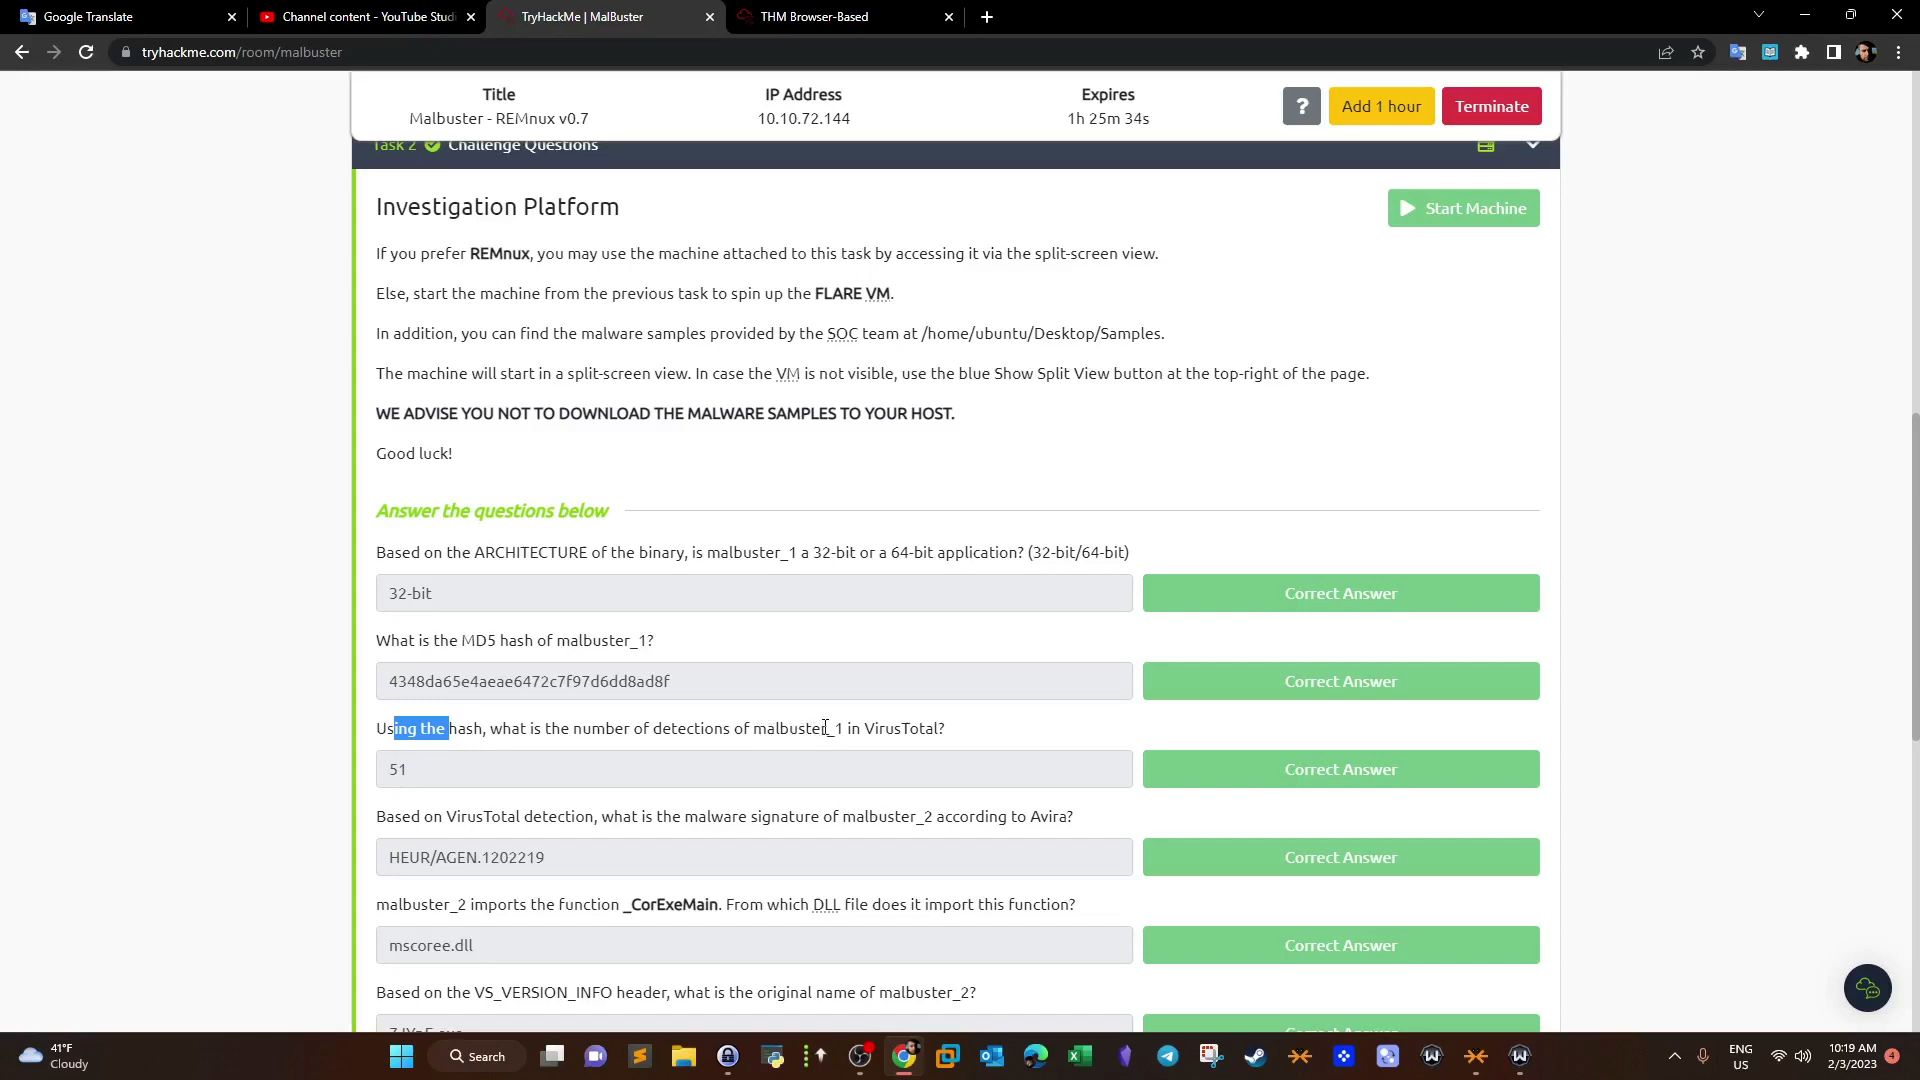 Google Translate
Channel content - YouTube Studi
TryHackMe | MalBuster
THM Browser-Based
tryhackme.com/room/malbuster
Title
IP Address
Expires
Malbuster - REMnux v0.7
10.10.72.144
1h 25m 34s
?
Add 1 hour
Terminate
Task 2
Challenge Questions
Investigation Platform
Start Machine
If you prefer REMnux, you may use the machine attached to this task by accessing it via the split-screen view.
Else, start the machine from the previous task to spin up the FLARE VM.
In addition, you can find the malware samples provided by the SOC team at /home/ubuntu/Desktop/Samples.
The machine will start in a split-screen view. In case the VM is not visible, use the blue Show Split View button at the top-right of the page.
WE ADVISE YOU NOT TO DOWNLOAD THE MALWARE SAMPLES TO YOUR HOST.
Good luck!
Answer the questions below
Based on the ARCHITECTURE of the binary, is malbuster_1 a 32-bit or a 64-bit application? (32-bit/64-bit)
32-bit
Correct Answer
What is the MD5 hash of malbuster_1?
4348da65e4aeae6472c7f97d6dd8ad8f
Correct Answer
Using the hash, what is the number of detections of malbuster_1 in VirusTotal?
51
Correct Answer
Based on VirusTotal detection, what is the malware signature of malbuster_2 according to Avira?
HEUR/AGEN.1202219
Correct Answer
malbuster_2 imports the function _CorExeMain. From which DLL file does it import this function?
mscoree.dll
Correct Answer
Based on the VS_VERSION_INFO header, what is the original name of malbuster_2?
Correct Answer
41°F
Cloudy
Search
ENG
US
10:19 AM
2/3/2023
4